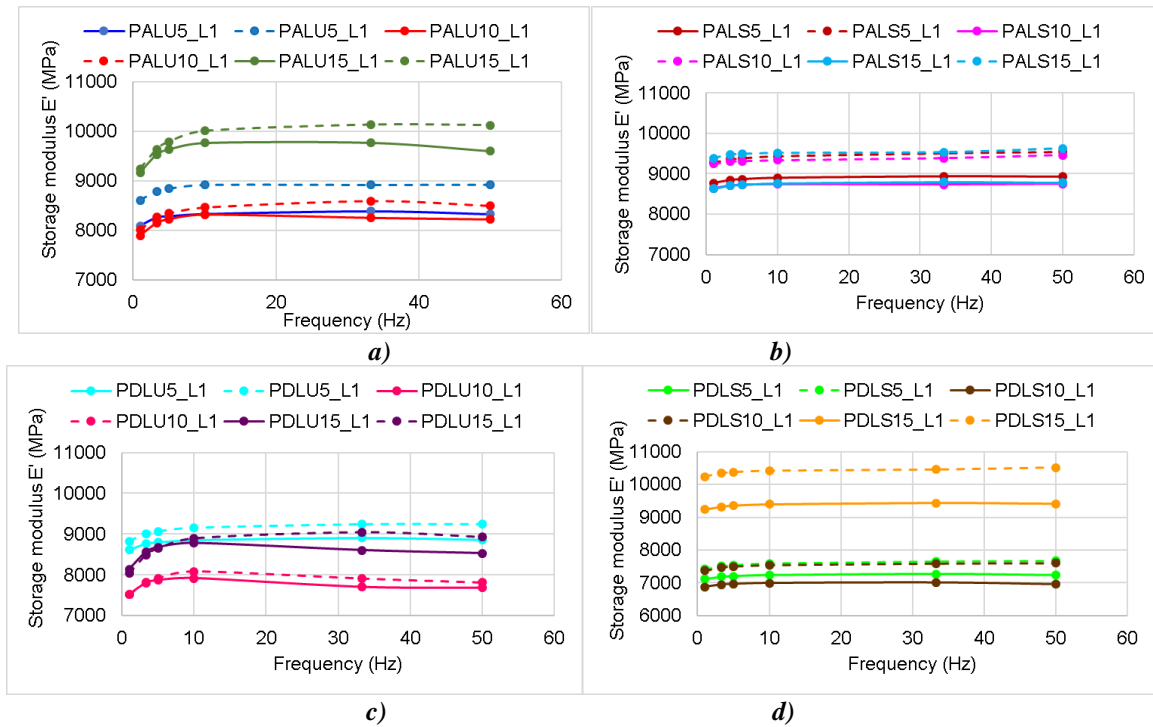 PALU5_L1 PALU5_L1 PALU10_L1
PALU10_L1 PALU15_L1 PALU15_L1
Storage modulus E' (MPa)
11000
10000
9000
8000
7000
0 20 40 60
Frequency (Hz)
a)
PALS5_L1 PALS5_L1 PALS10_L1
PALS10_L1 PALS15_L1 PALS15_L1
Storage modulus E' (MPa)
11000
10000
9000
8000
7000
0 10 20 30 40 50 60
Frequency (Hz)
b)
PDLU5_L1 PDLU5_L1 PDLU10_L1
PDLU10_L1 PDLU15_L1 PDLU15_L1
Storage modulus E' (MPa)
11000
10000
9000
8000
7000
0 10 20 30 40 50 60
Frequency (Hz)
c)
PDLS5_L1 PDLS5_L1 PDLS10_L1
PDLS10_L1 PDLS15_L1 PDLS15_L1
Storage modulus E' (MPa)
11000
10000
9000
8000
7000
6000
0 10 20 30 40 50 60
Frequency (Hz)
d)